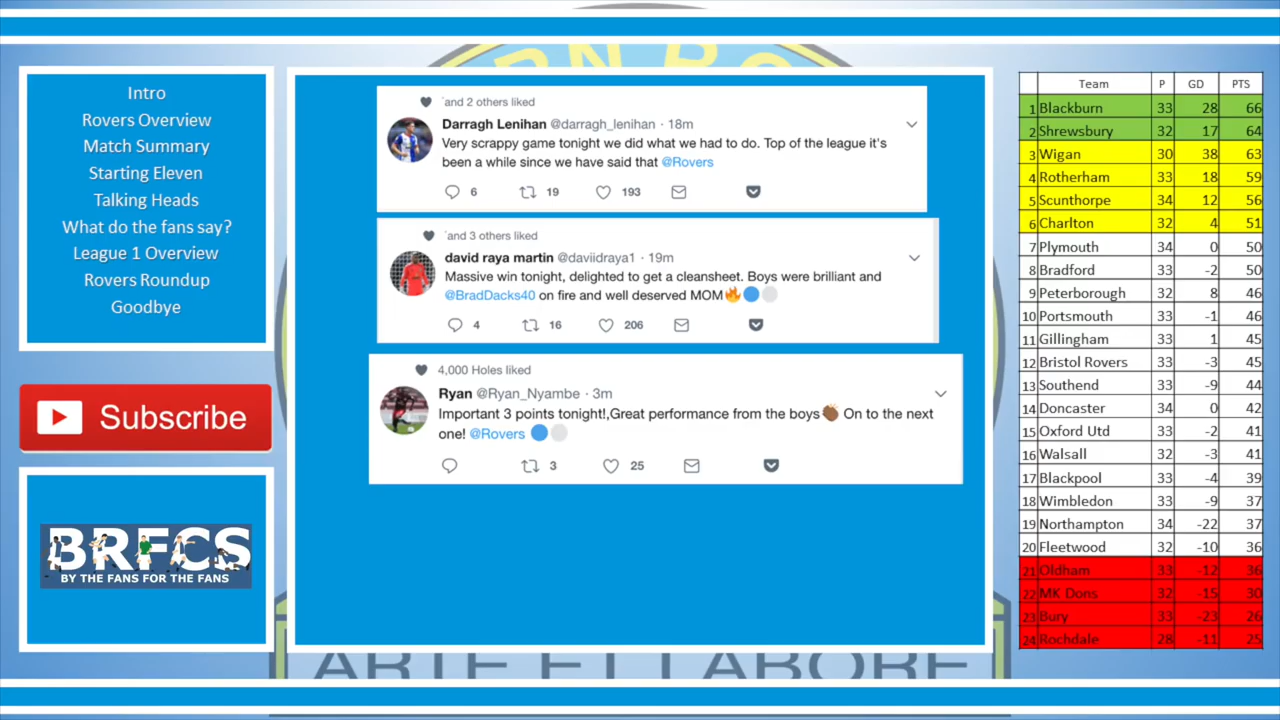 RN RO
Intro
Rovers Overview
Match Summary
Starting Eleven
Talking Heads
What do the fans say?
League 1 Overview
Rovers Roundup
Goodbye
Subscribe
BRFCS
BY THE FANS FOR THE FANS
and 2 others liked
Darragh Lenihan @darragh_lenihan · 18m
Very scrappy game tonight we did what we had to do. Top of the league it's
been a while since we have said that @Rovers
6 19 193
and 3 others liked
david raya martin @daviidraya1 · 19m
Massive win tonight, delighted to get a cleansheet. Boys were brilliant and
@BradDacks40 on fire and well deserved MOM🔥🔵⚪
4 16 206
4,000 Holes liked
Ryan @Ryan_Nyambe · 3m
Important 3 points tonight!,Great performance from the boys👏🏾 On to the next
one! @Rovers 🔵⚪
3 25
Team P GD PTS
1 Blackburn 33 28 66
2 Shrewsbury 32 17 64
3 Wigan 30 38 63
4 Rotherham 33 18 59
5 Scunthorpe 34 12 56
6 Charlton 32 4 51
7 Plymouth 34 0 50
8 Bradford 33 -2 50
9 Peterborough 32 8 46
10 Portsmouth 33 -1 46
11 Gillingham 33 1 45
12 Bristol Rovers 33 -3 45
13 Southend 33 -9 44
14 Doncaster 34 0 42
15 Oxford Utd 33 -2 41
16 Walsall 32 -3 41
17 Blackpool 33 -4 39
18 Wimbledon 33 -9 37
19 Northampton 34 -22 37
20 Fleetwood 32 -10 36
21 Oldham 33 -12 36
22 MK Dons 32 -15 30
23 Bury 33 -23 26
24 Rochdale 28 -11 25
ARTE ET LABORE